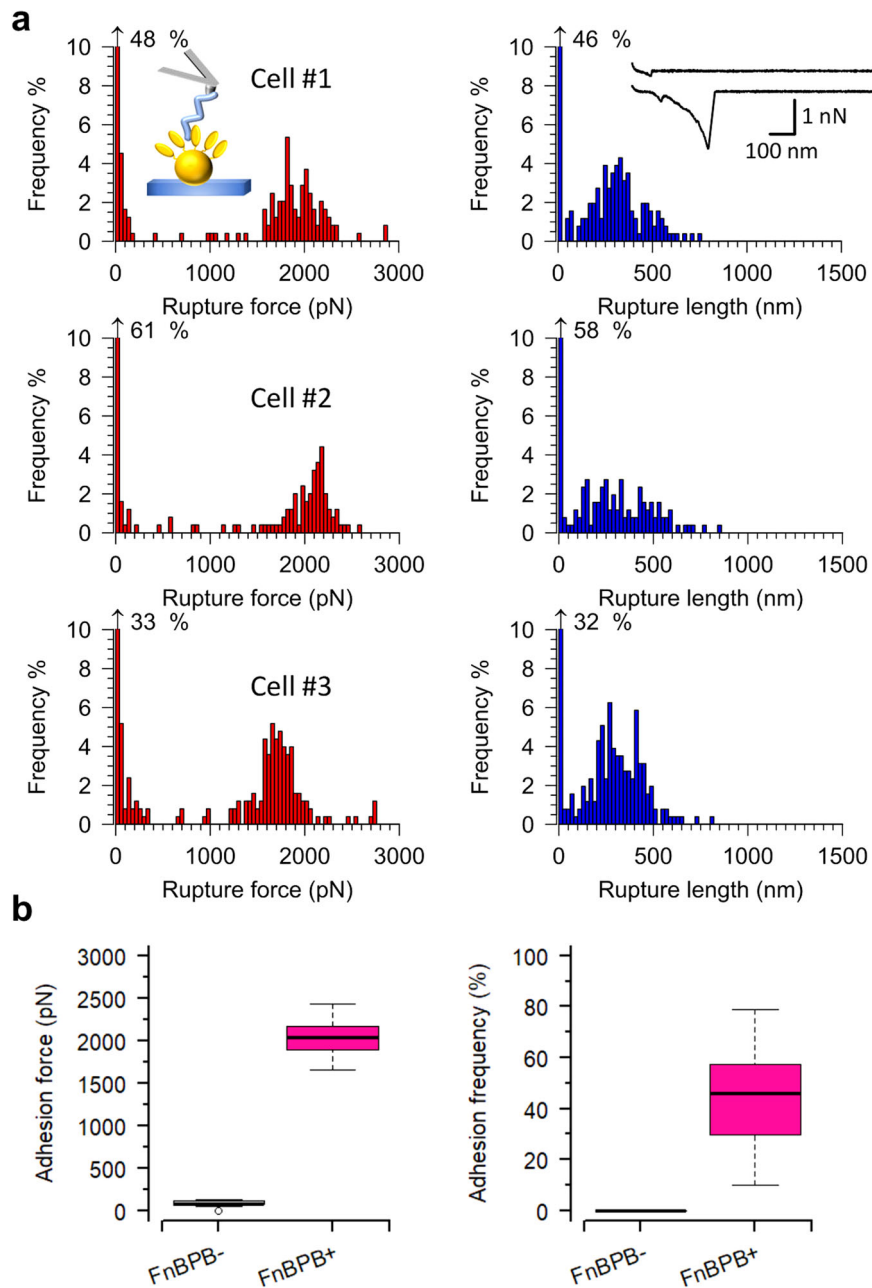 a
48 %
Cell #1
10
8
6
4
2
0
Frequency %
0 1000 2000 3000
Rupture force (pN)
46 %
1 nN
100 nm
10
8
6
4
2
0
Frequency %
0 500 1000 1500
Rupture length (nm)
61 %
Cell #2
10
8
6
4
2
0
Frequency %
0 1000 2000 3000
Rupture force (pN)
58 %
10
8
6
4
2
0
Frequency %
0 500 1000 1500
Rupture length (nm)
33 %
Cell #3
10
8
6
4
2
0
Frequency %
0 1000 2000 3000
Rupture force (pN)
32 %
10
8
6
4
2
0
Frequency %
0 500 1000 1500
Rupture length (nm)
b
3000
2500
2000
1500
1000
500
0
Adhesion force (pN)
FnBPB- FnBPB+
100
80
60
40
20
0
Adhesion frequency (%)
FnBPB- FnBPB+